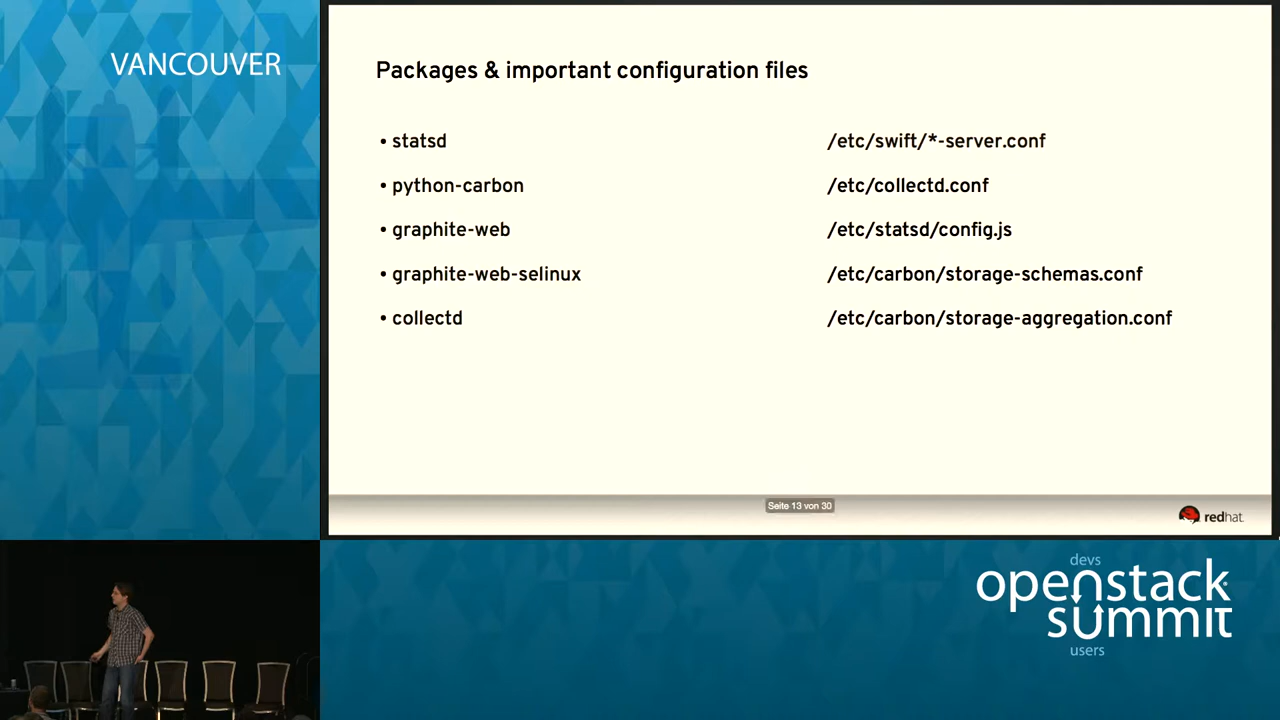 VANCOUVER
Packages & important configuration files
• statsd
• python-carbon
• graphite-web
• graphite-web-selinux
• collectd
/etc/swift/*-server.conf
/etc/collectd.conf
/etc/statsd/config.js
/etc/carbon/storage-schemas.conf
/etc/carbon/storage-aggregation.conf
Seite 13 von 30
redhat.
devs
openstack
summit
users